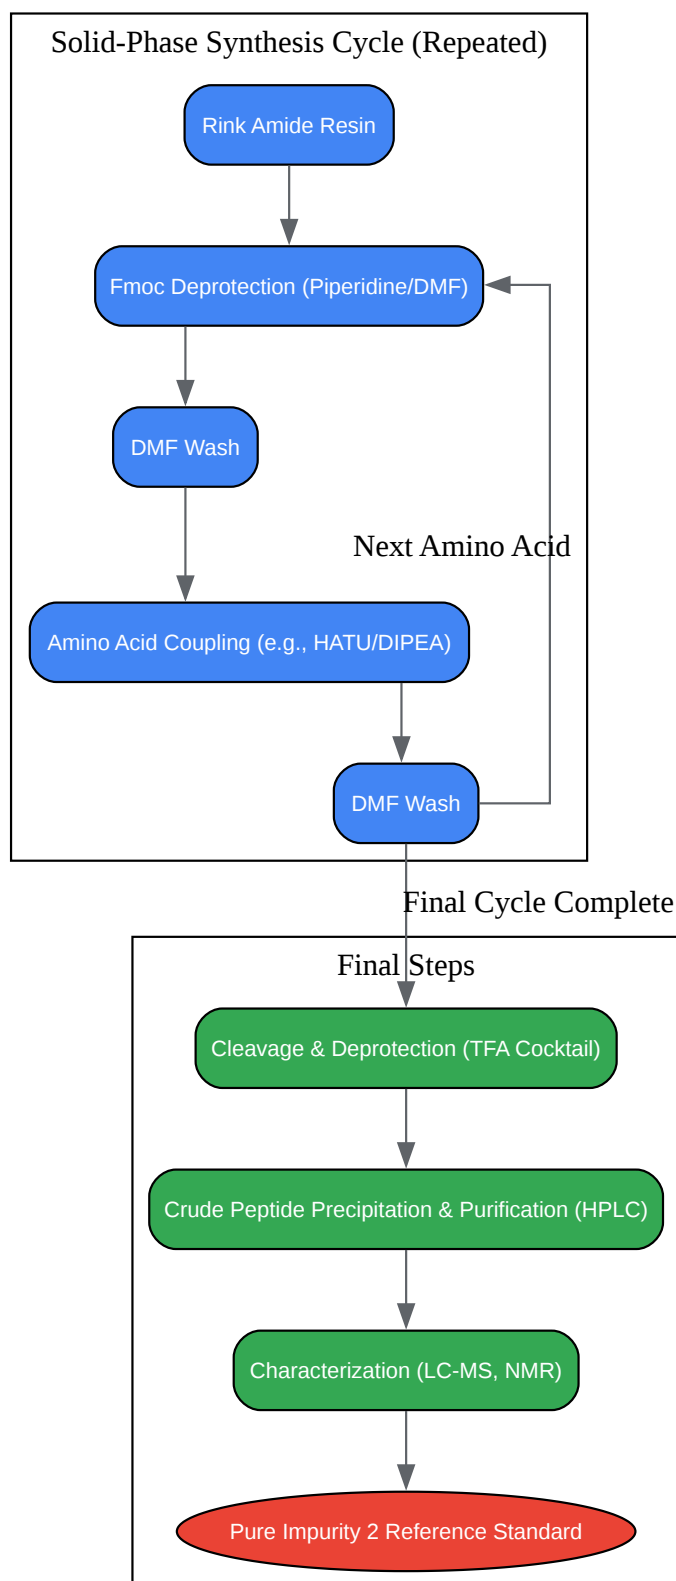 Solid-Phase Synthesis Cycle (Repeated)
Rink Amide Resin
Fmoc Deprotection (Piperidine/DMF)
DMF Wash
Next Amino Acid
Amino Acid Coupling (e.g., HATU/DIPEA)
DMF Wash
Final Cycle Complete
Final Steps
Cleavage & Deprotection (TFA Cocktail)
Crude Peptide Precipitation & Purification (HPLC)
Characterization (LC-MS, NMR)
Pure Impurity 2 Reference Standard